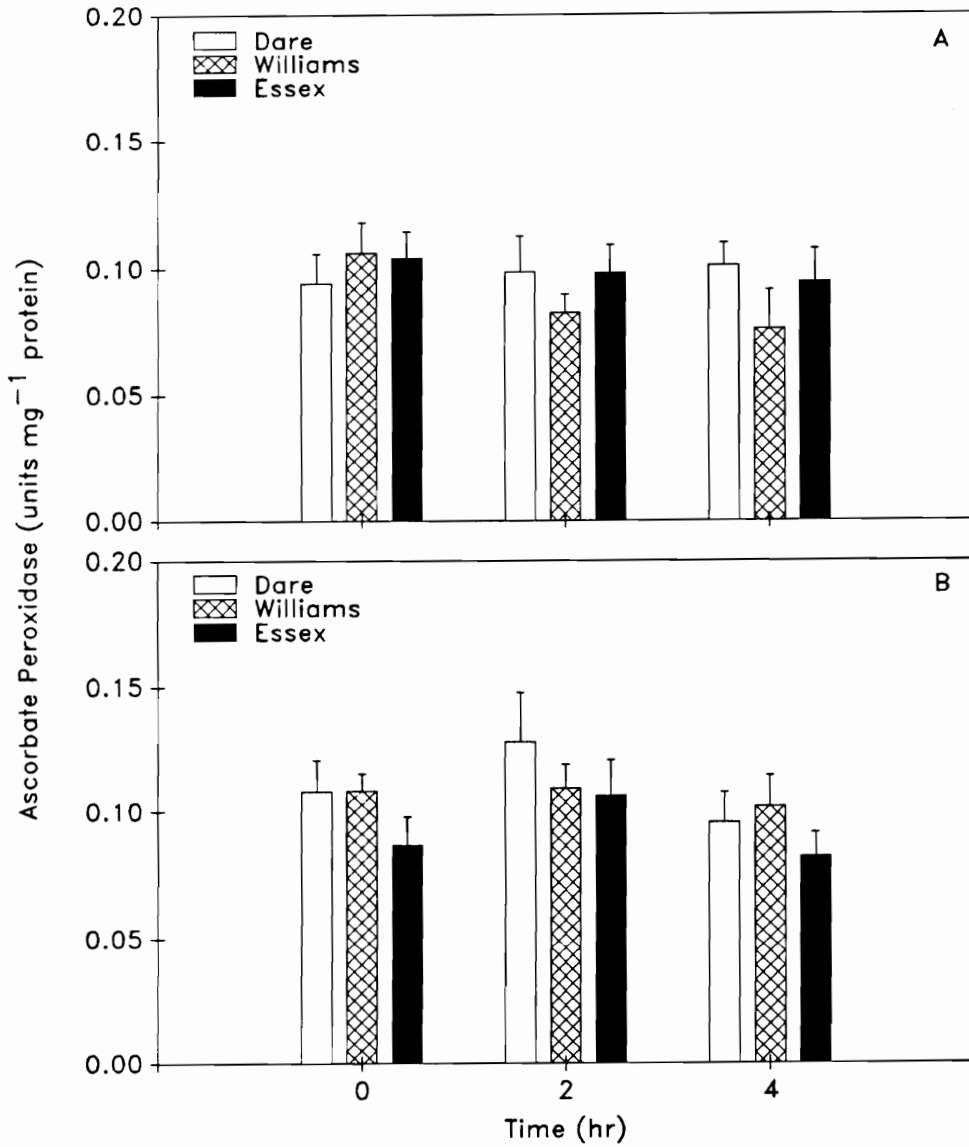 0.20
A
Dare
Williams
Essex
0.15
0.10
0.05
0.00
0.20
B
Dare
Williams
Essex
0.15
0.10
0.05
0.00
0 2 4
Time (hr)
Ascorbate Peroxidase (units mg⁻¹ protein)